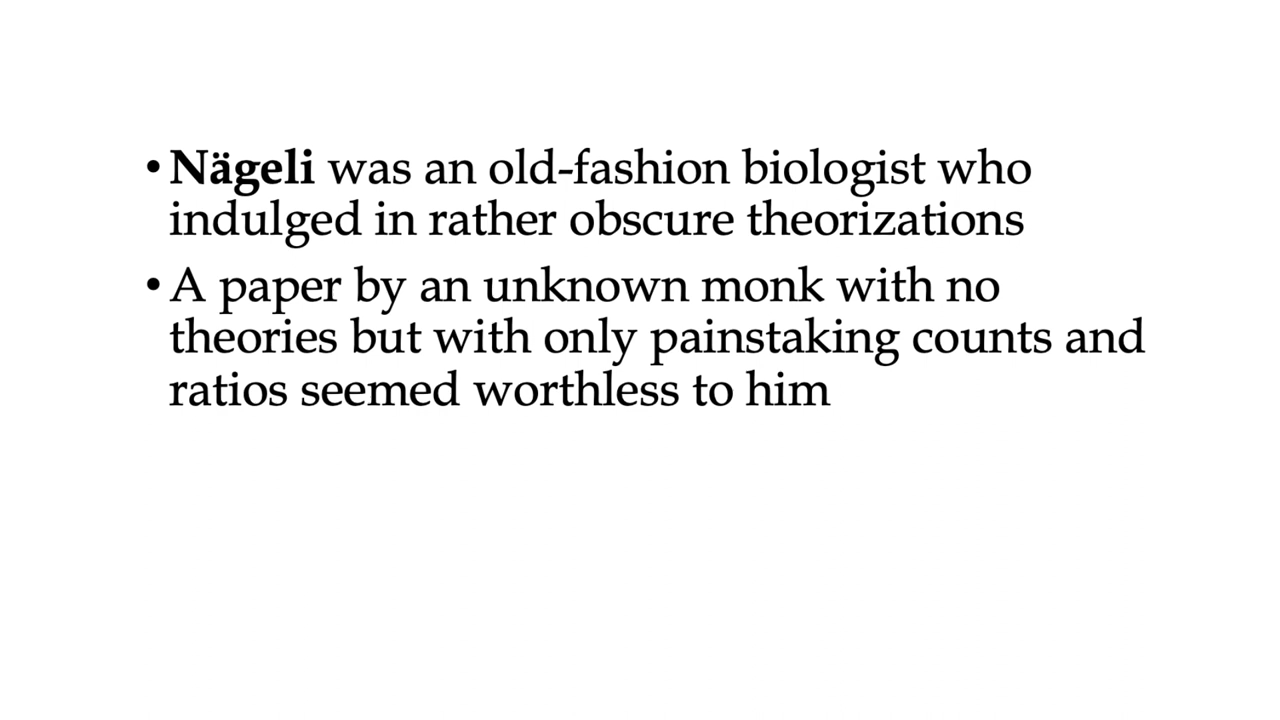 • Nägeli was an old-fashion biologist who
indulged in rather obscure theorizations
• A paper by an unknown monk with no
theories but with only painstaking counts and
ratios seemed worthless to him